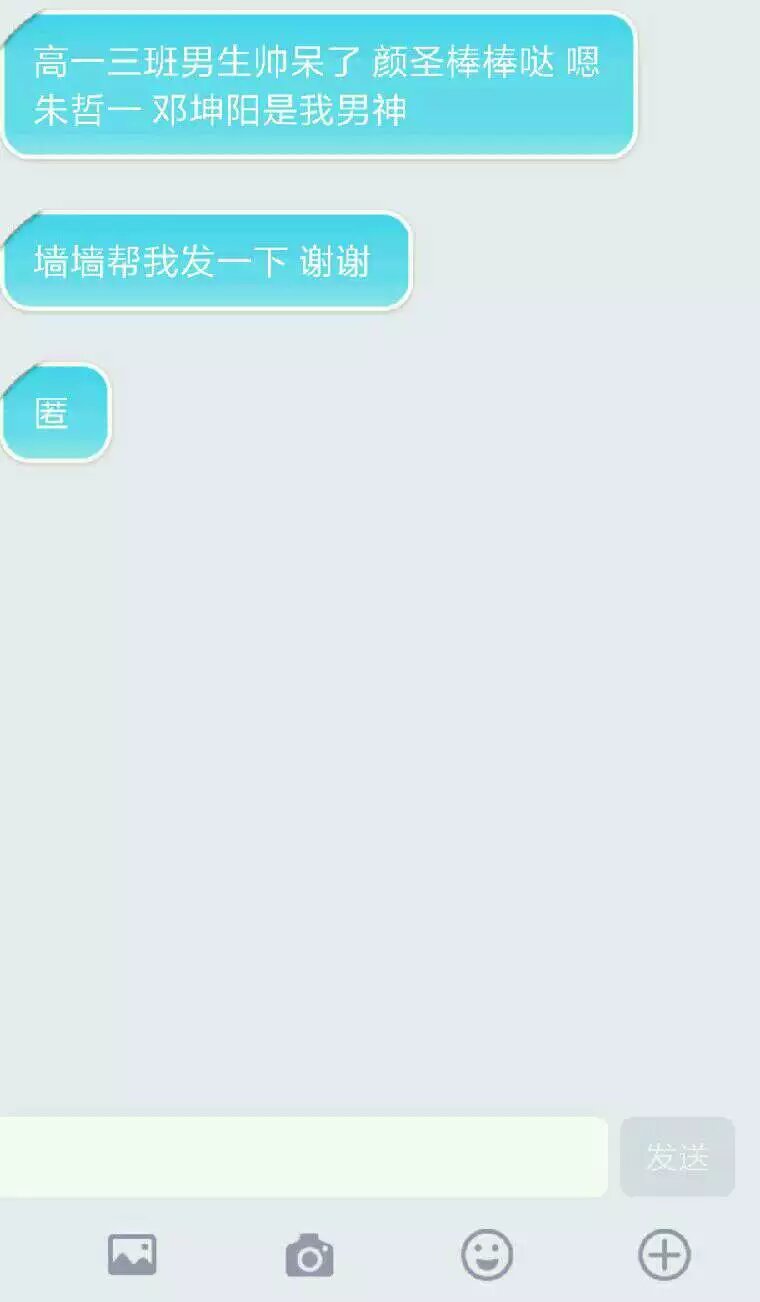 高一三班男生帅呆了 颜圣棒棒哒 嗯
朱哲一 邓坤阳是我男神
墙墙帮我发一下 谢谢
匿
发送